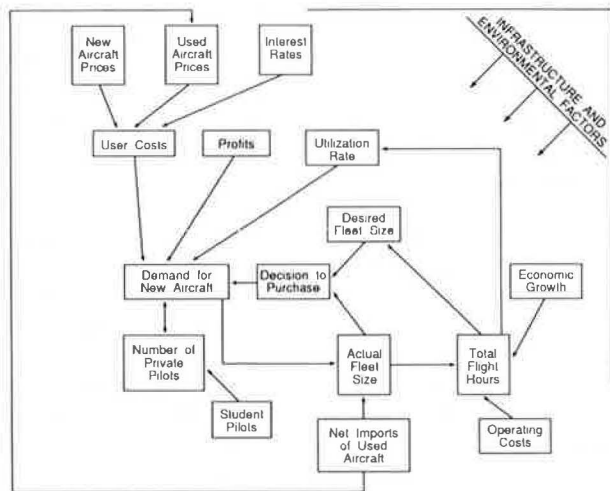 New
Aircraft
Prices
Used
Aircraft
Prices
Interest
Rates
INFRASTRUCTURE AND
ENVIRONMENTAL FACTORS
User Costs
Profits
Utilization
Rate
Desired
Fleet Size
Demand for
New Aircraft
Decision to
Purchase
Economic
Growth
Number of
Private
Pilots
Actual
Fleet
Size
Total
Flight
Hours
Student
Pilots
Net Imports
of Used
Aircraft
Operating
Costs